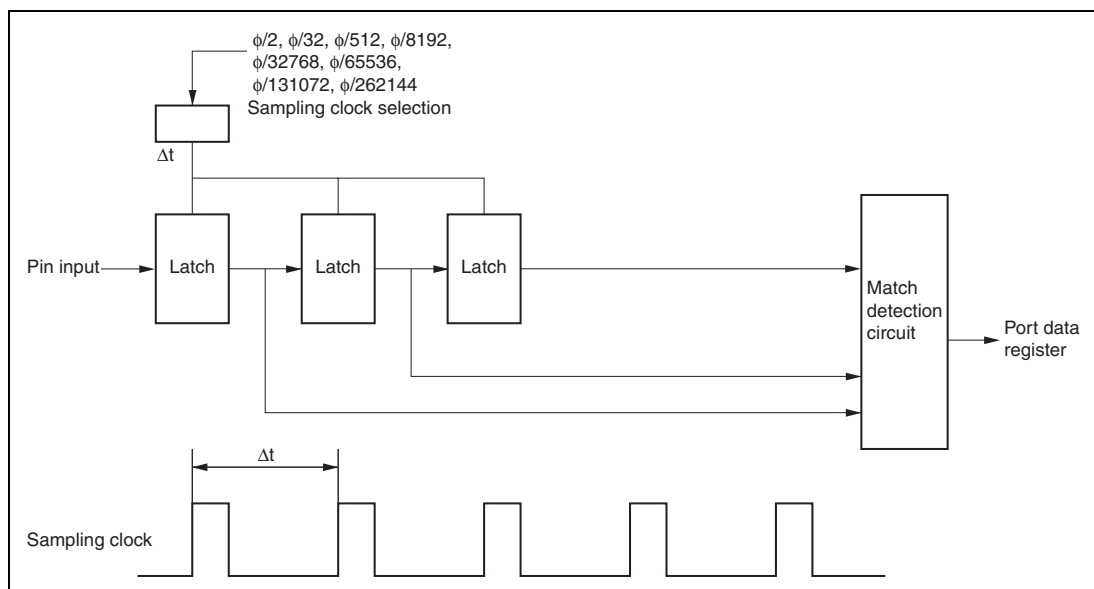 ϕ/2, ϕ/32, ϕ/512, ϕ/8192,
ϕ/32768, ϕ/65536,
ϕ/131072, ϕ/262144
Sampling clock selection
Δt
Pin input
Latch
Latch
Latch
Match
detection
circuit
Port data
register
Δt
Sampling clock